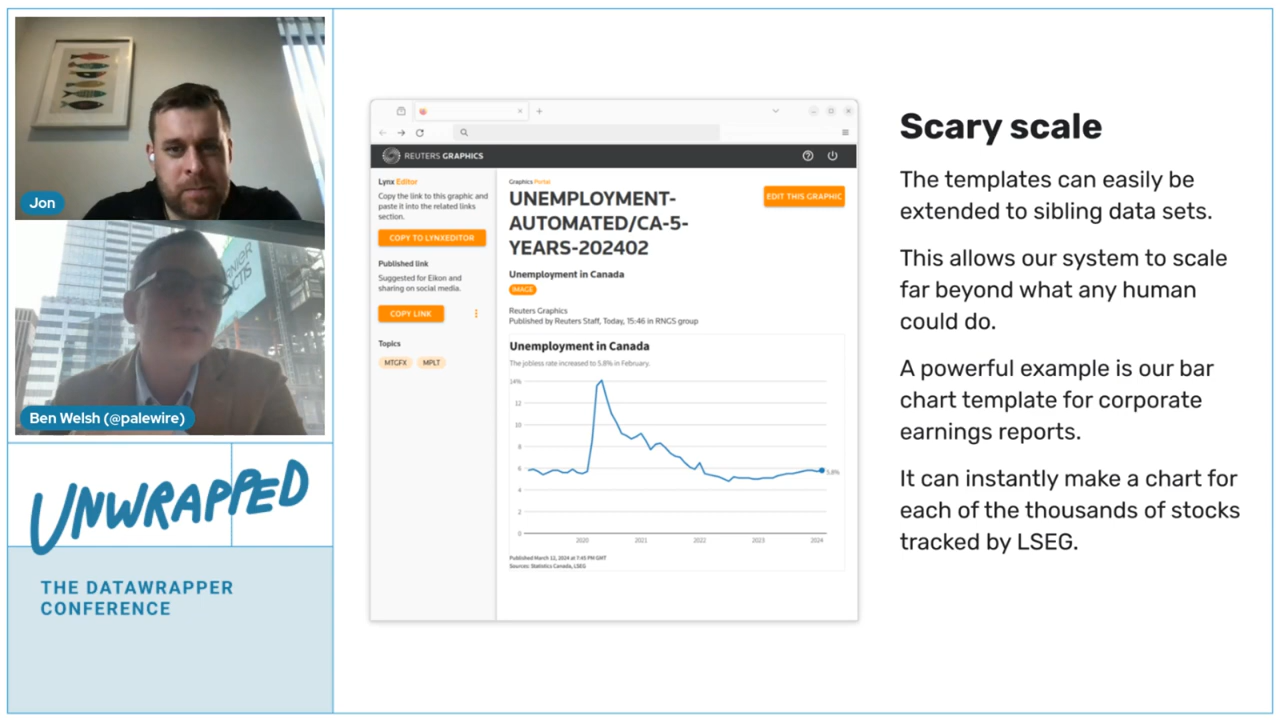 Jon
Ben Welsh (@palewire)
UNWRAPPED
THE DATAWRAPPER
CONFERENCE
REUTERS GRAPHICS
Lynx Editor
Copy the link to this graphic and
paste it into the related links
section.
COPY TO LYNXEDITOR
Published link
Suggested for Eikon and
sharing on social media.
COPY LINK
Topics
MTGFX
MPLT
Graphics Portal
UNEMPLOYMENT-
AUTOMATED/CA-5-
YEARS-202402
EDIT THIS GRAPHIC
Unemployment in Canada
IMAGE
Reuters Graphics
Published by Reuters Staff, Today, 15:46 in RNGS group
Unemployment in Canada
The jobless rate increased to 5.8% in February.
14%
12
10
8
6
4
2
0
5.8%
2020 2021 2022 2023 2024
Published March 12, 2024 at 7:45 PM GMT
Sources: Statistics Canada, LSEG
Scary scale
The templates can easily be
extended to sibling data sets.
This allows our system to scale
far beyond what any human
could do.
A powerful example is our bar
chart template for corporate
earnings reports.
It can instantly make a chart for
each of the thousands of stocks
tracked by LSEG.